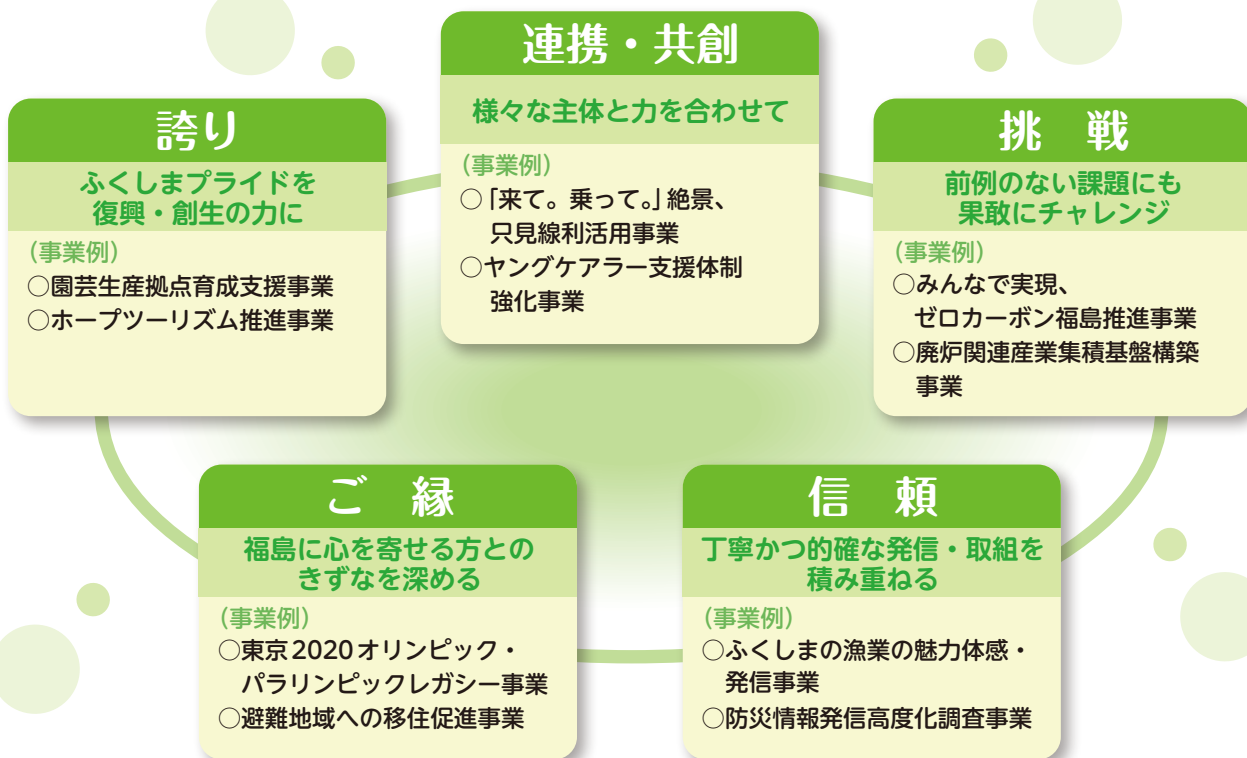 連携・共創
様々な主体と力を合わせて
(事業例)
○「来て。乗って。」絶景、
只見線利活用事業
○ヤングケアラー支援体制
強化事業
誇り
ふくしまプライドを
復興・創生の力に
(事業例)
○園芸生産拠点育成支援事業
○ホープツーリズム推進事業
挑 戦
前例のない課題にも
果敢にチャレンジ
(事業例)
○みんなで実現、
ゼロカーボン福島推進事業
○廃炉関連産業集積基盤構築
事業
ご 縁
福島に心を寄せる方との
きずなを深める
(事業例)
○東京2020オリンピック・
パラリンピックレガシー事業
○避難地域への移住促進事業
信 頼
丁寧かつ的確な発信・取組を
積み重ねる
(事業例)
○ふくしまの漁業の魅力体感・
発信事業
○防災情報発信高度化調査事業